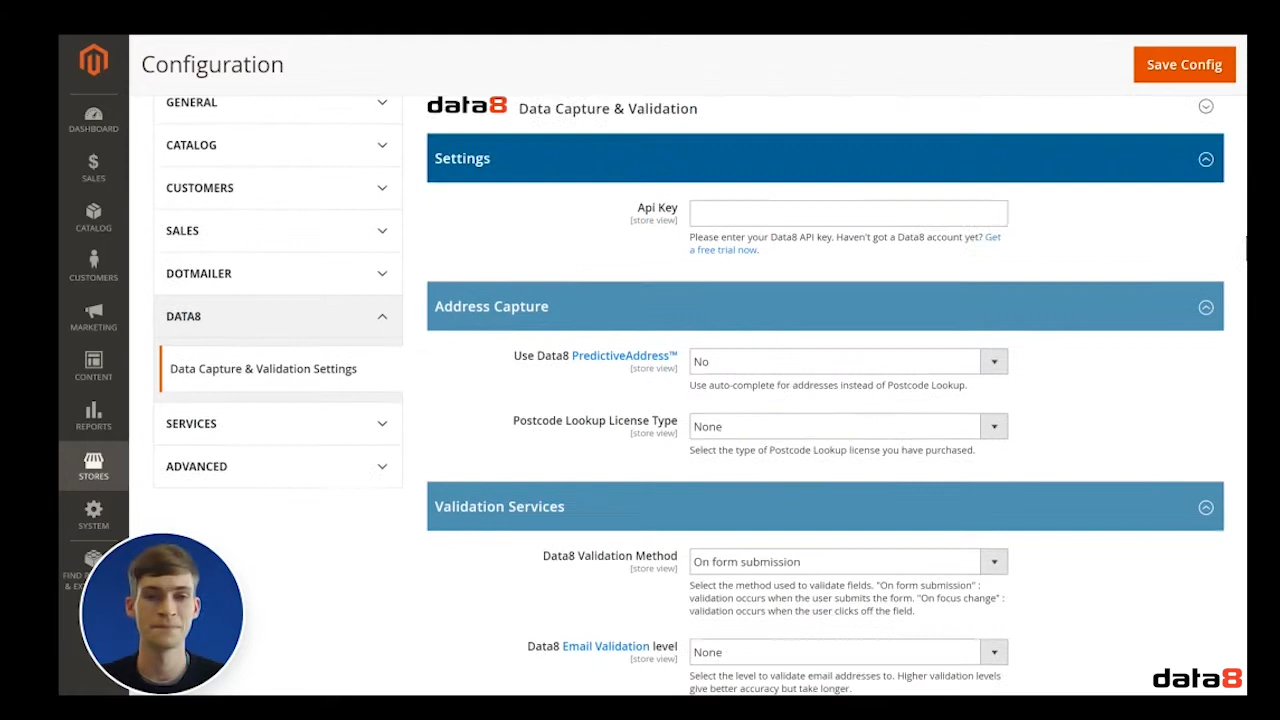 Configuration
Save Config
DASHBOARD
SALES
CATALOG
CUSTOMERS
MARKETING
CONTENT
REPORTS
STORES
SYSTEM
FIND
& EX
GENERAL
CATALOG
CUSTOMERS
SALES
DOTMAILER
DATA8
Data Capture & Validation Settings
SERVICES
ADVANCED
data8 Data Capture & Validation
Settings
Api Key
[store view]
Please enter your Data8 API key. Haven't got a Data8 account yet? Get
a free trial now.
Address Capture
Use Data8 PredictiveAddress™
[store view]
No
Use auto-complete for addresses instead of Postcode Lookup.
Postcode Lookup License Type
[store view]
None
Select the type of Postcode Lookup license you have purchased.
Validation Services
Data8 Validation Method
[store view]
On form submission
Select the method used to validate fields. "On form submission" :
validation occurs when the user submits the form. "On focus change" :
validation occurs when the user clicks off the field.
Data8 Email Validation level
[store view]
None
Select the level to validate email addresses to. Higher validation levels
give better accuracy but take longer.
data8